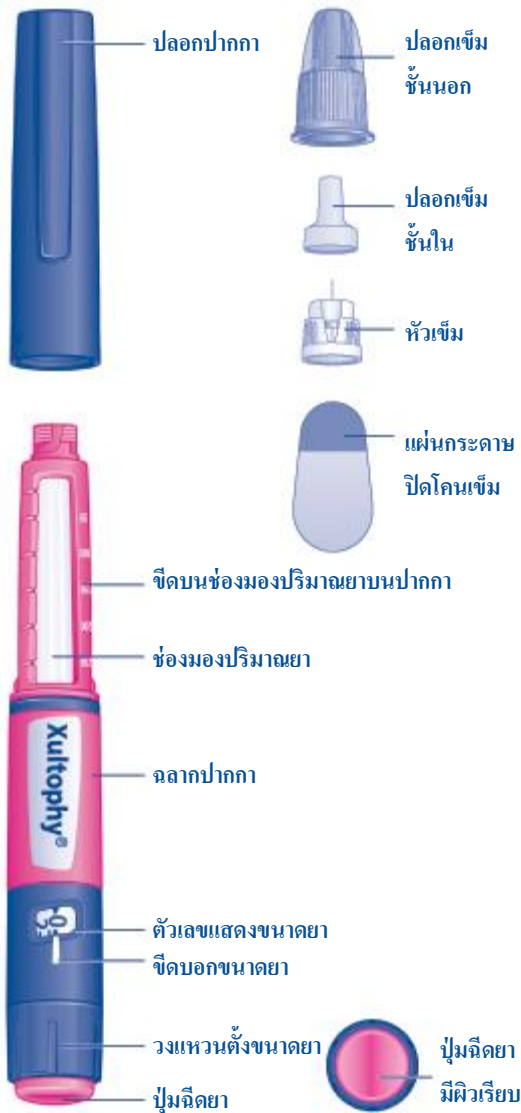 ปลอกปากกา
ปลอกเข็ม
ชั้นนอก
ปลอกเข็ม
ชั้นใน
หัวเข็ม
แผ่นกระดาษ
ปิดโคนเข็ม
ขีดบนช่องมองปริมาณยาบนปากกา
ช่องมองปริมาณยา
Xultophy®
ฉลากปากกา
ตัวเลขแสดงขนาดยา
ขีดบอกขนาดยา
วงแหวนตั้งขนาดยา
ปุ่มฉีดยา
ปุ่มฉีดยา
มีผิวเรียบ